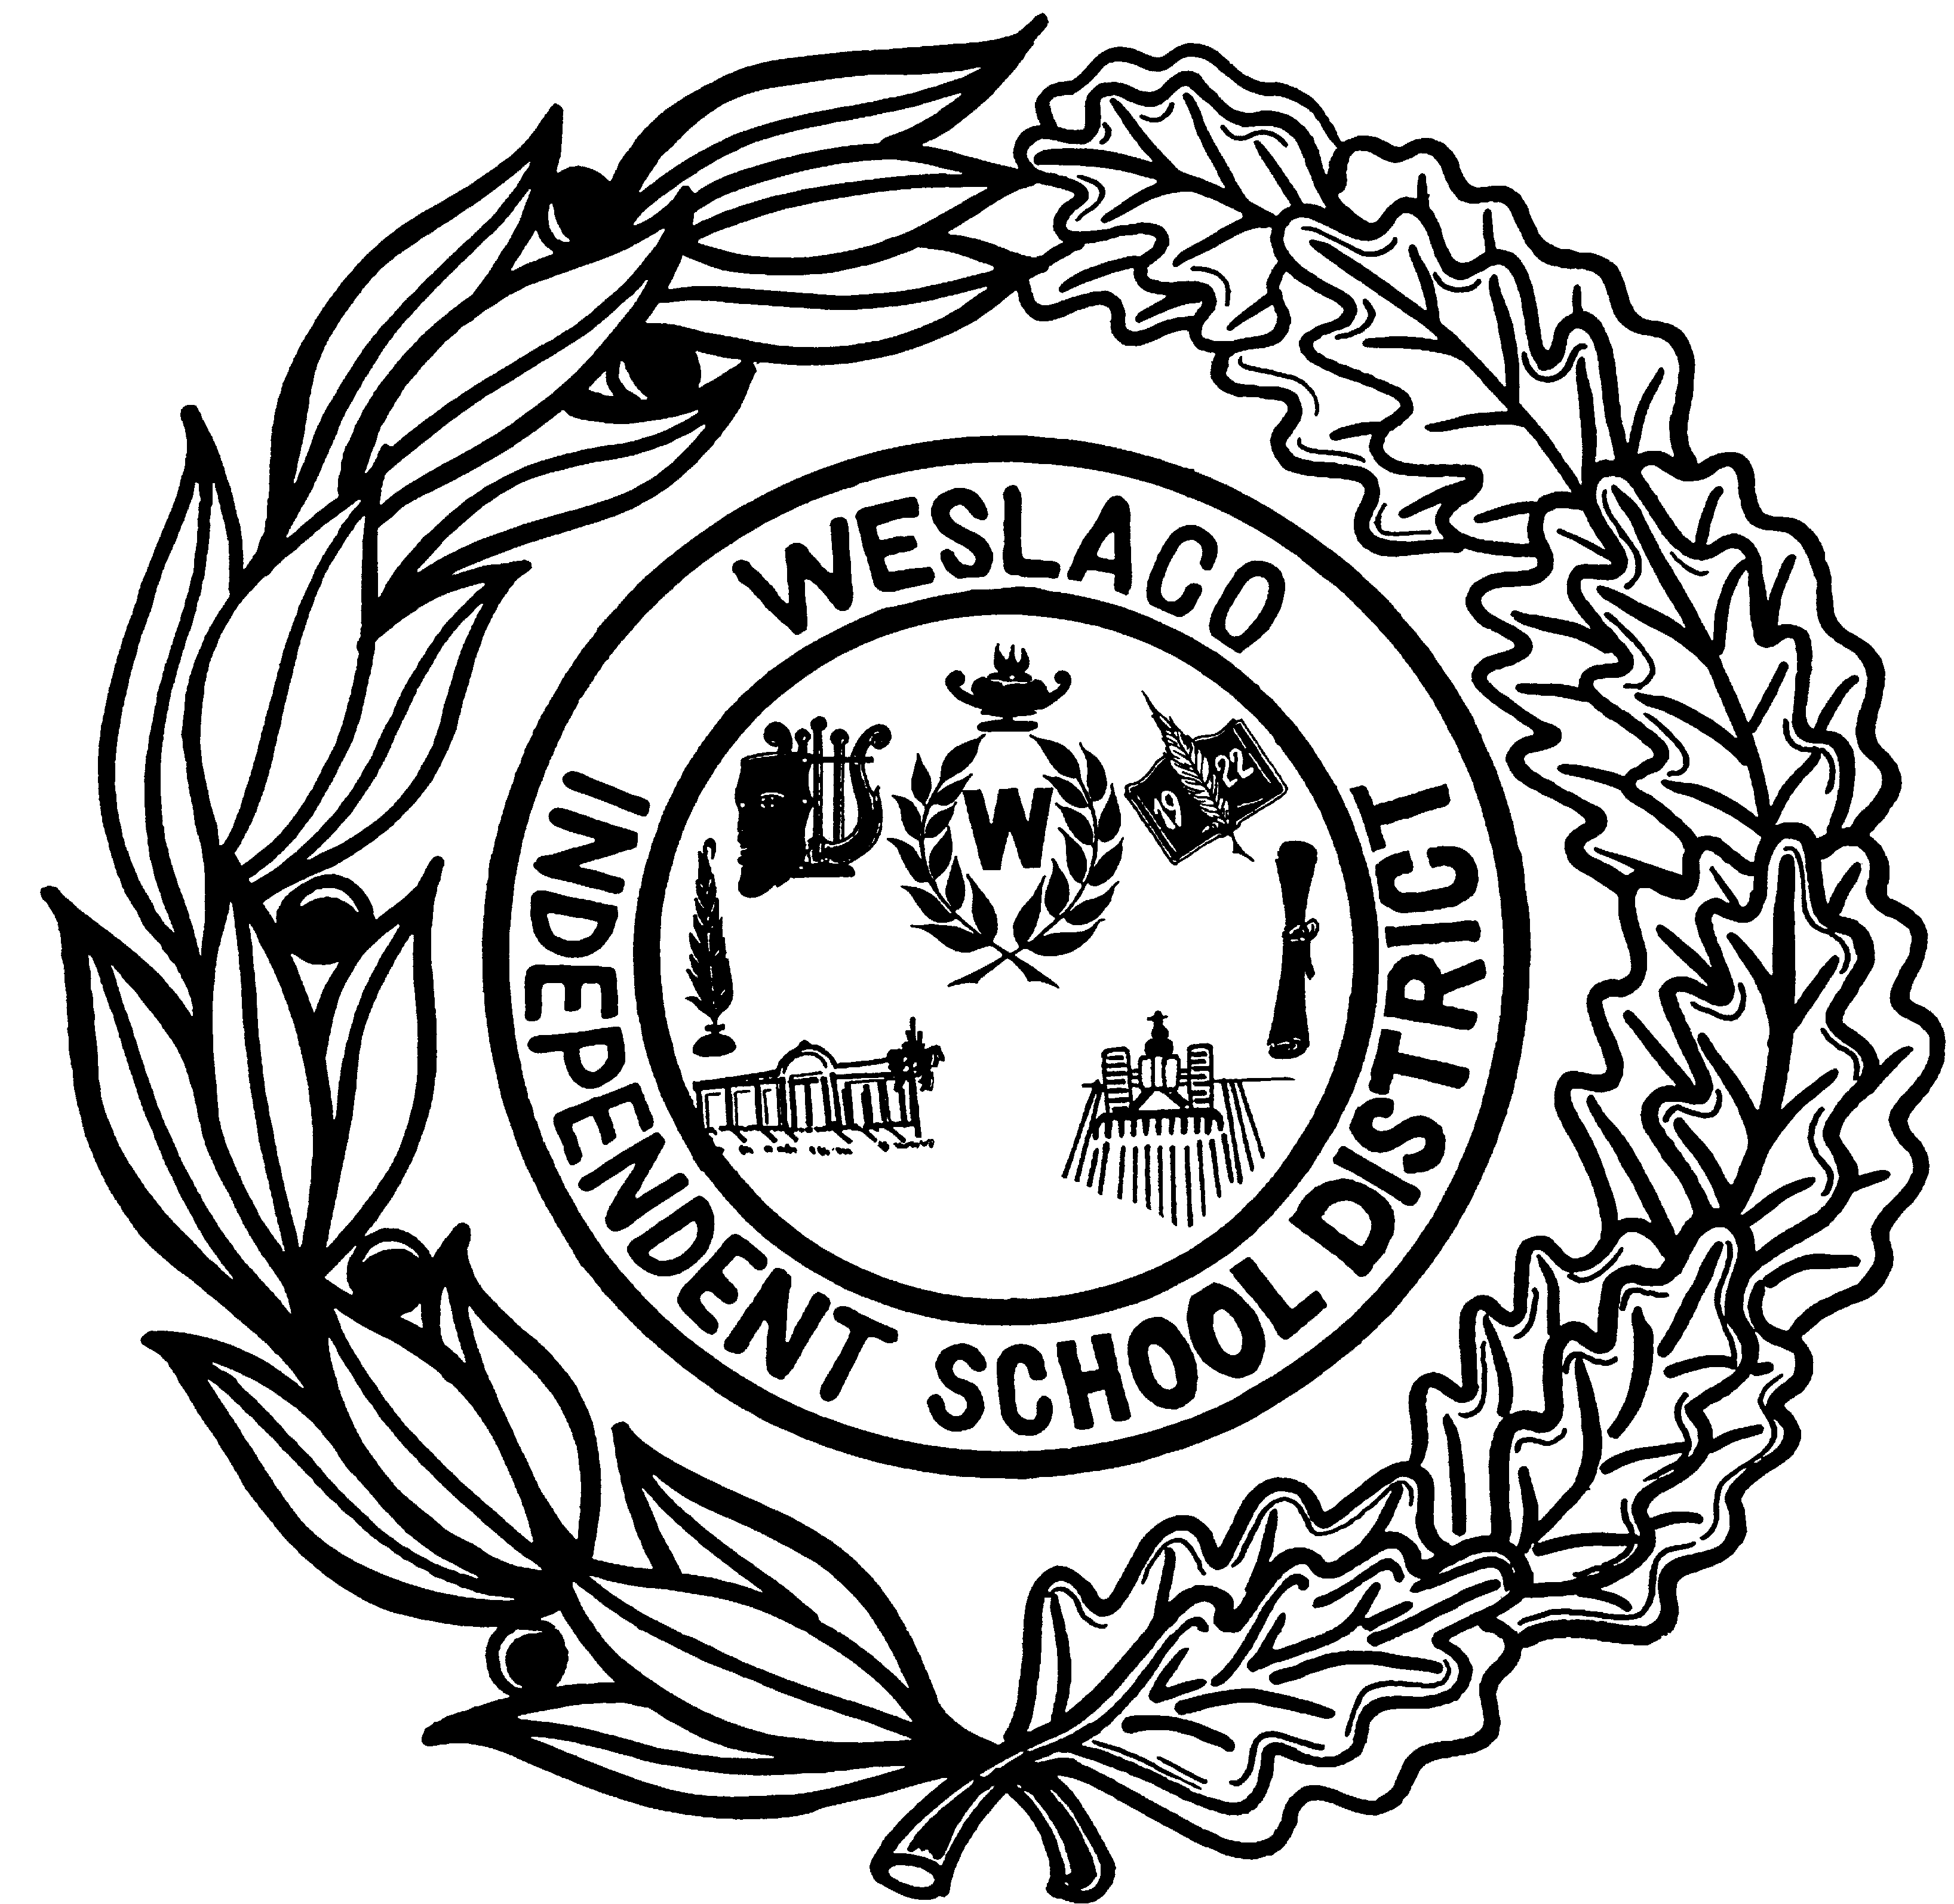 WESLACO
INDEPENDENT SCHOOL DISTRICT
W
19 22